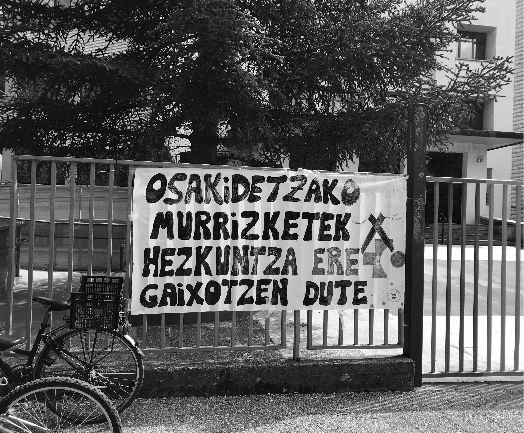 OSAKiDETZAKO
MURRiZKETEK
HEZKUNTZA ERE
GAiXOTZEN DUTE